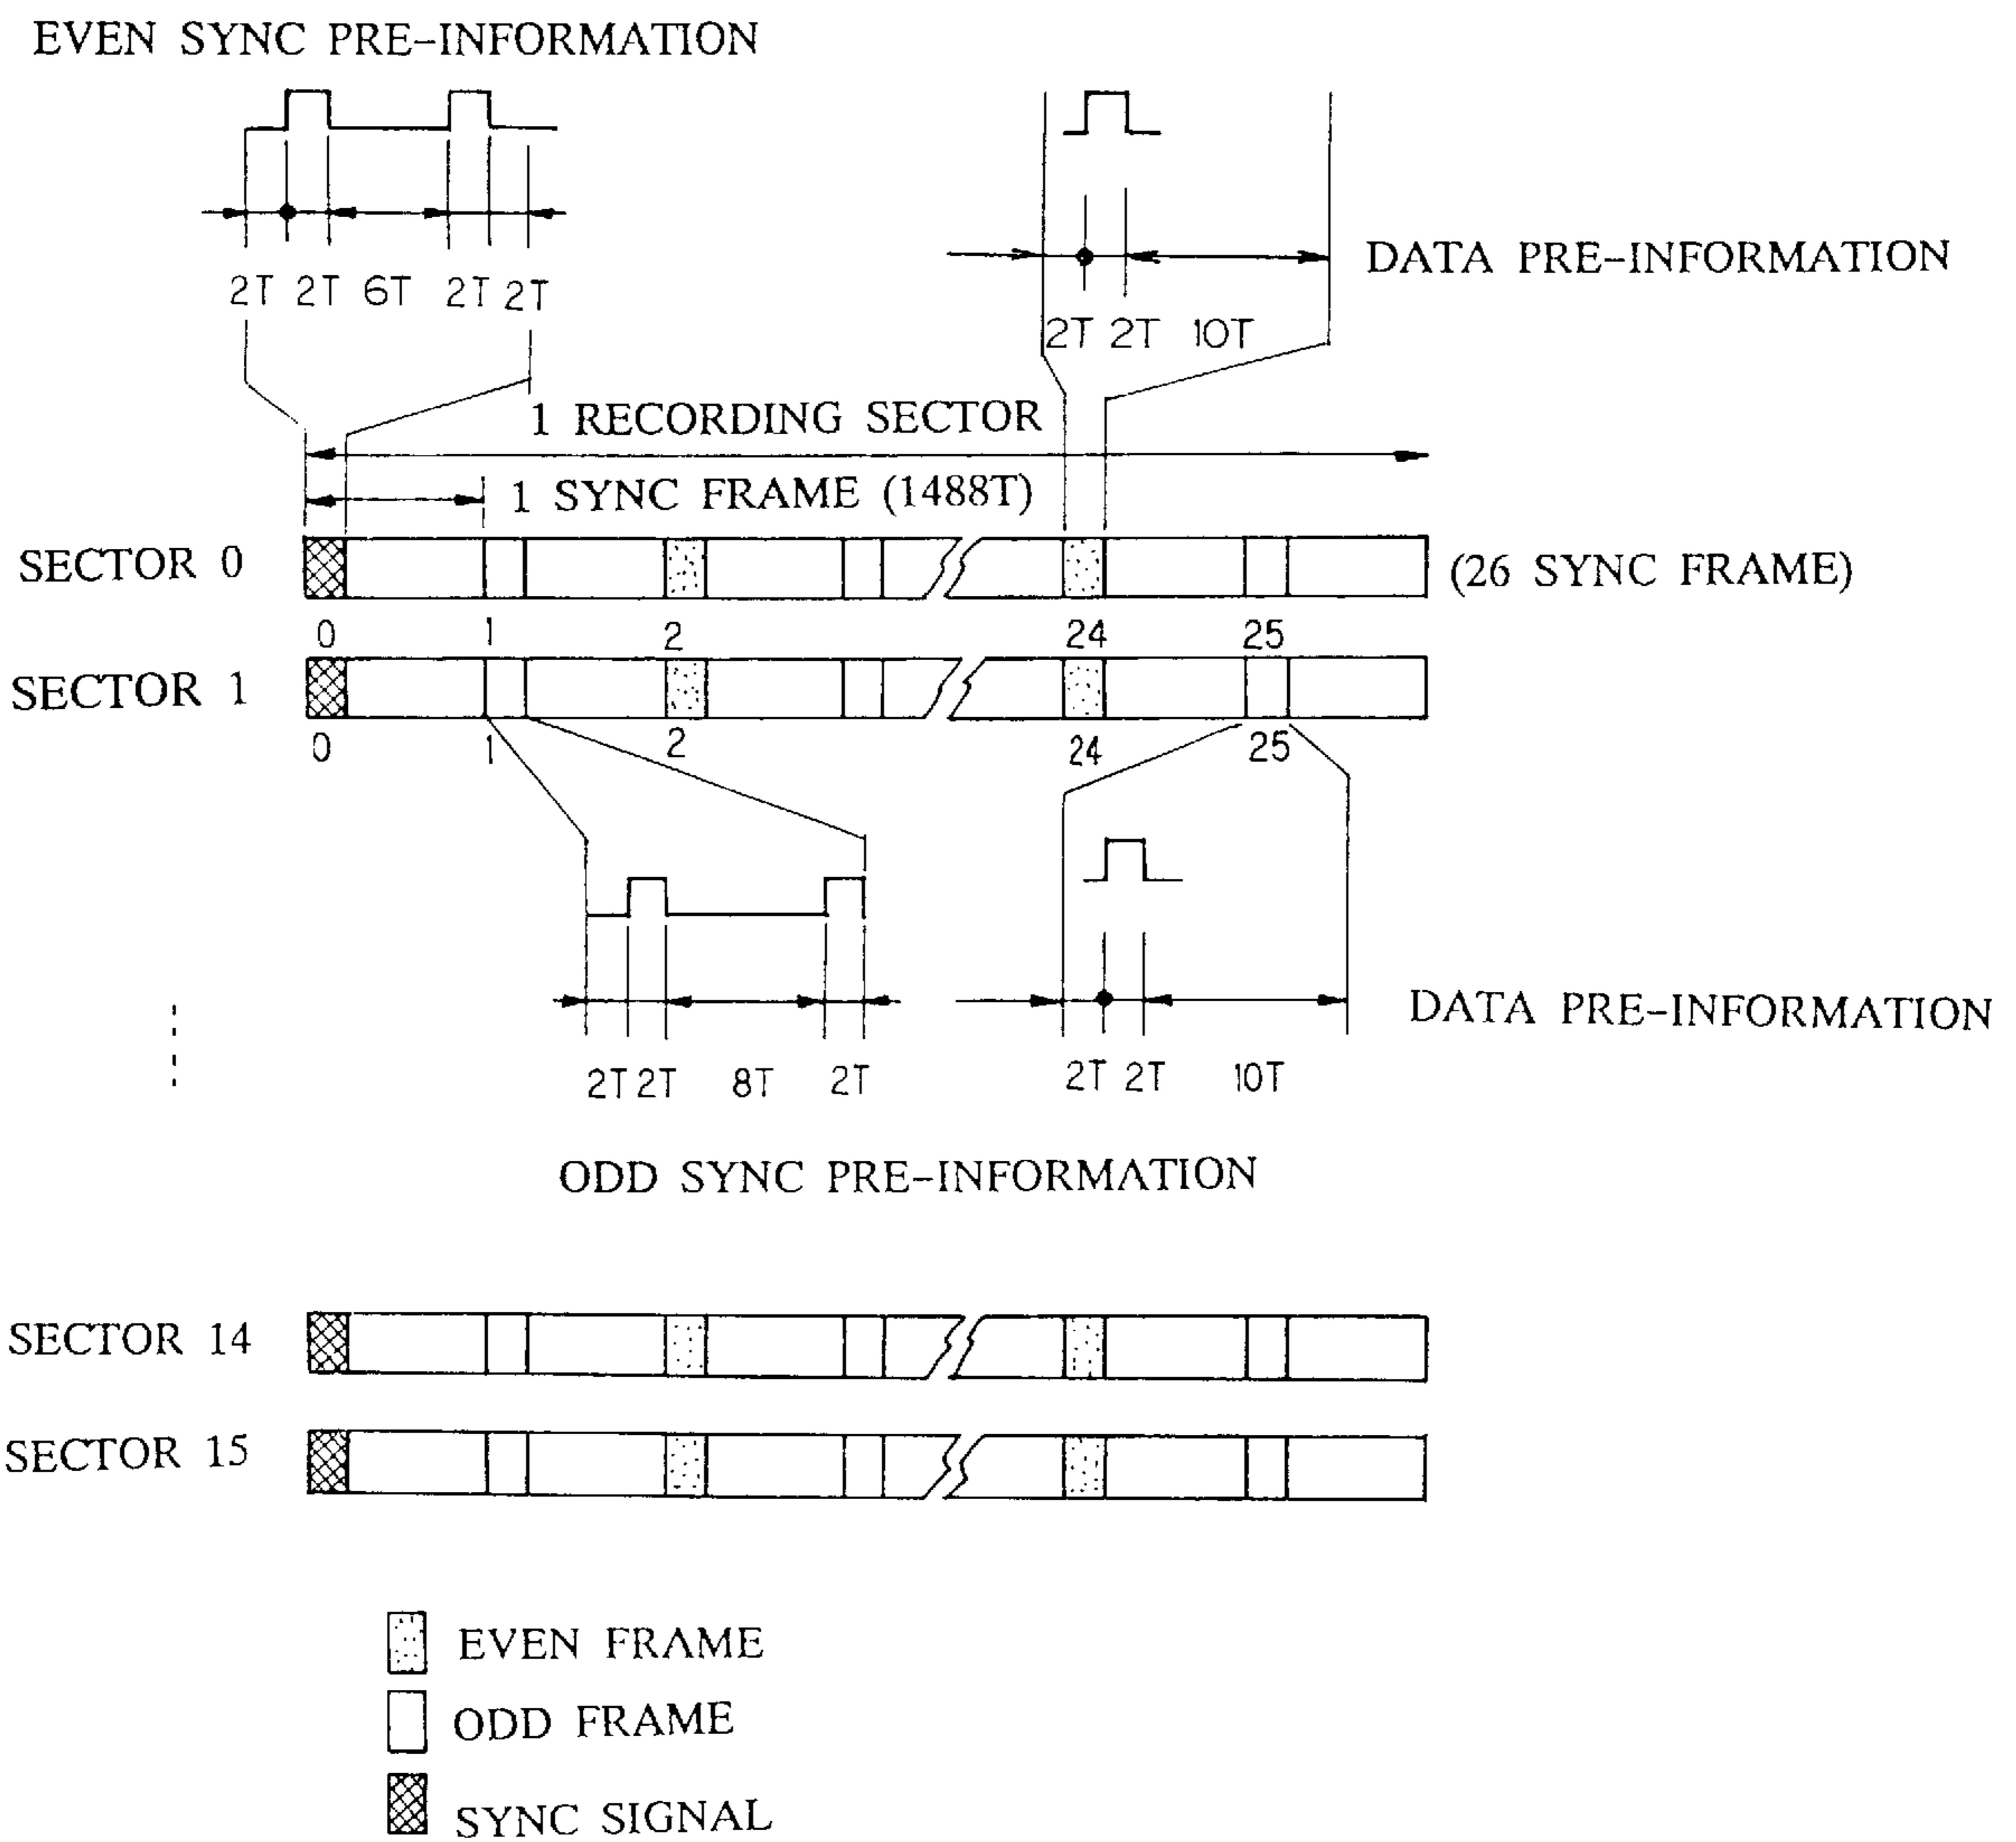 EVEN SYNC PRE-INFORMATION
2T 2T 6T 2T 2T
DATA PRE-INFORMATION
2T 2T 10T
1 RECORDING SECTOR
1 SYNC FRAME (1488T)
SECTOR 0
(26 SYNC FRAME)
0 1 2 24 25
SECTOR 1
0 1 2 24 25
DATA PRE-INFORMATION
2T 2T 8T 2T
2T 2T 10T
ODD SYNC PRE-INFORMATION
SECTOR 14
SECTOR 15
EVEN FRAME
ODD FRAME
SYNC SIGNAL